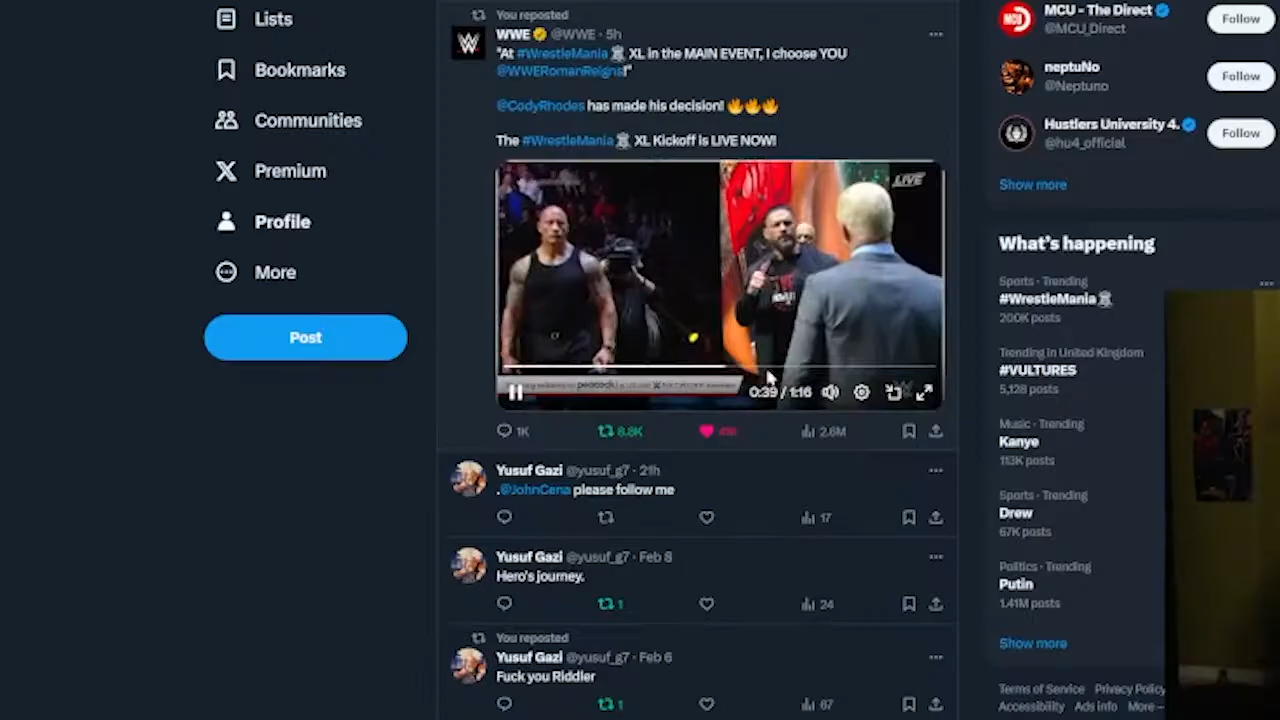 Lists
Bookmarks
Communities
Premium
Profile
More
Post
You reposted
WWE @WWE · 5h
"At #WrestleMania XL in the MAIN EVENT, I choose YOU
@WWERomanReigns!"
@CodyRhodes has made his decision!
The #WrestleMania XL Kickoff is LIVE NOW!
LIVE
peacock
0:39 / 1:16
1K 8.8K 2.6M
Yusuf Gazi @yusuf_g7 · 21h
.@JohnCena please follow me
17
Yusuf Gazi @yusuf_g7 · Feb 8
Hero's journey.
1 24
You reposted
Yusuf Gazi @yusuf_g7 · Feb 6
Fuck you Riddler
1 67
MCU - The Direct
@MCU_Direct
Follow
neptuNo
@Neptuno
Follow
Hustlers University 4.
@hu4_official
Follow
Show more
What's happening
Sports · Trending
#WrestleMania
200K posts
Trending in United Kingdom
#VULTURES
5,128 posts
Music · Trending
Kanye
113K posts
Sports · Trending
Drew
67K posts
Politics · Trending
Putin
1.41M posts
Show more
Terms of Service Privacy Policy
Accessibility Ads info More